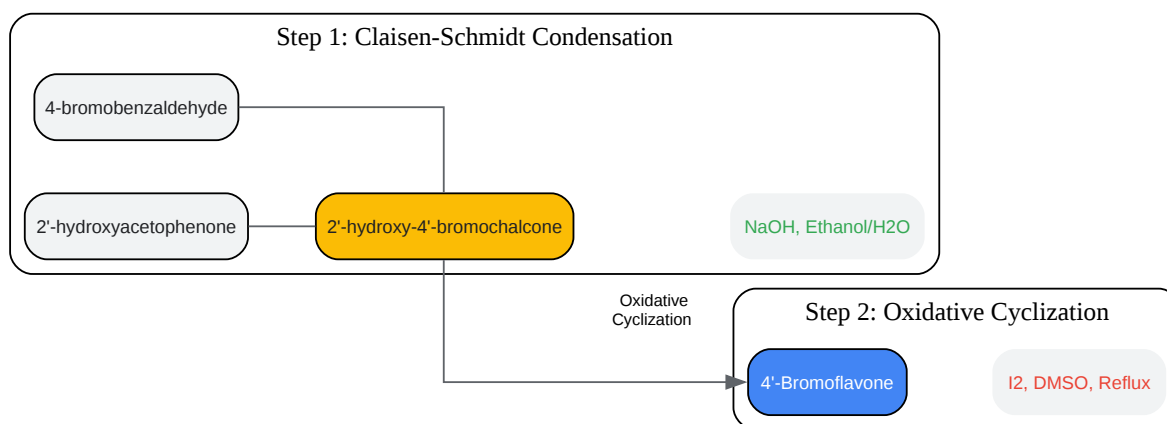 Step 1: Claisen-Schmidt Condensation
4-bromobenzaldehyde
2'-hydroxyacetophenone
2'-hydroxy-4'-bromochalcone
NaOH, Ethanol/H2O
Oxidative
Cyclization
Step 2: Oxidative Cyclization
4'-Bromoflavone
I2, DMSO, Reflux